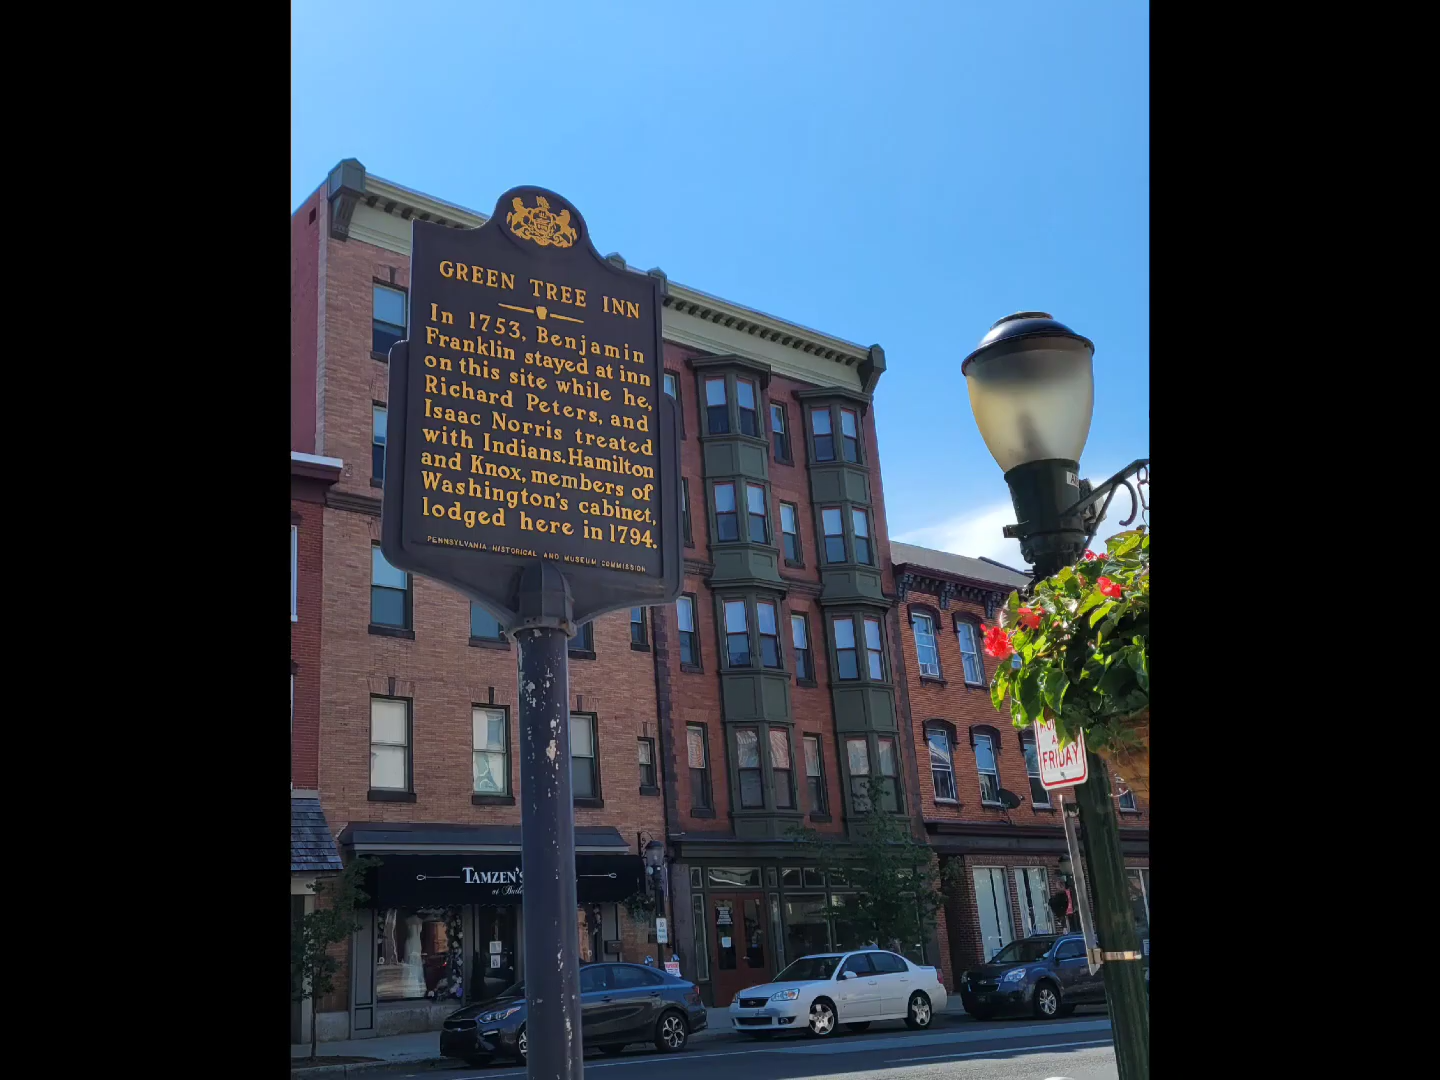 GREEN TREE INN
In 1753, Benjamin
Franklin stayed at inn
on this site while he,
Richard Peters, and
Isaac Norris treated
with Indians. Hamilton
and Knox, members of
Washington's cabinet,
lodged here in 1794.
PENNSYLVANIA HISTORICAL AND MUSEUM COMMISSION
TAMZEN'S
at
FRIDAY